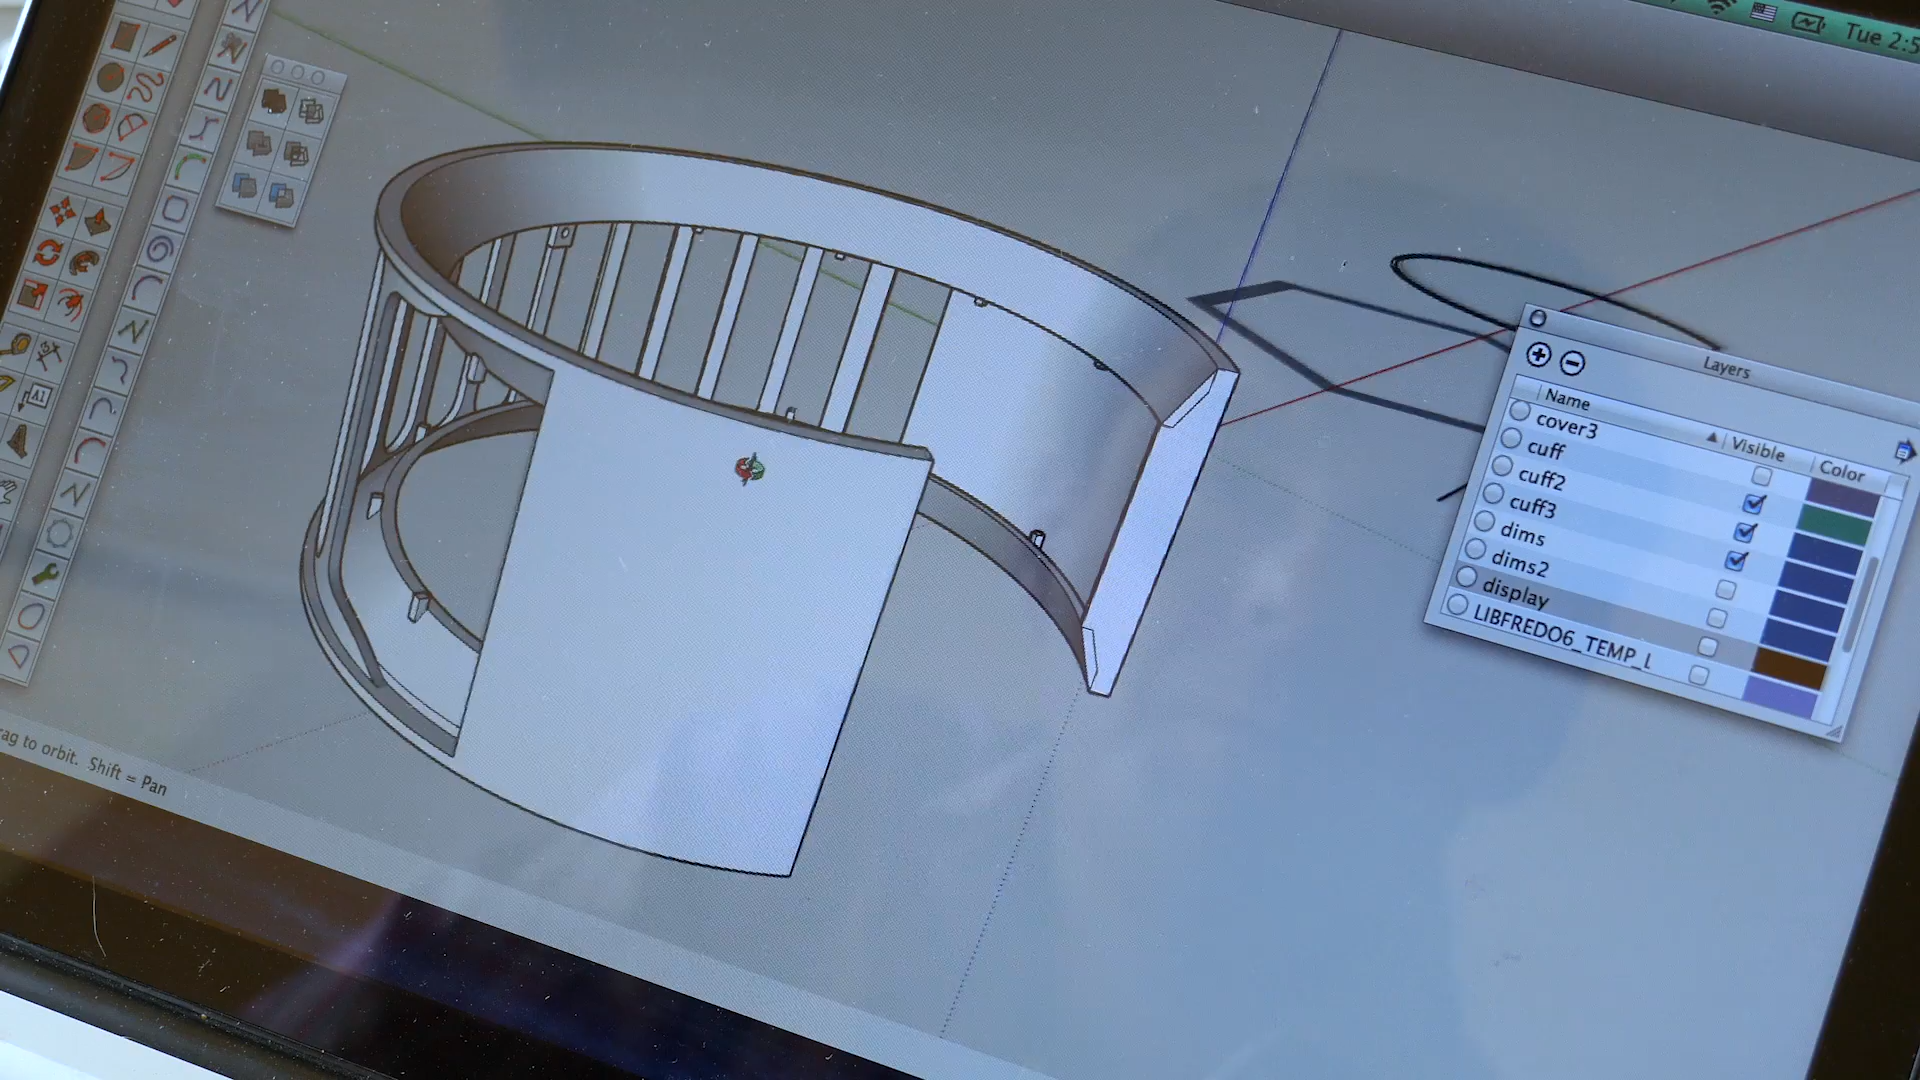 Tue 2:5
Layers
Name
Visible
Color
cover3
cuff
cuff2
cuff3
dims
dims2
display
LIBFREDO6_TEMP_L
ag to orbit. Shift = Pan